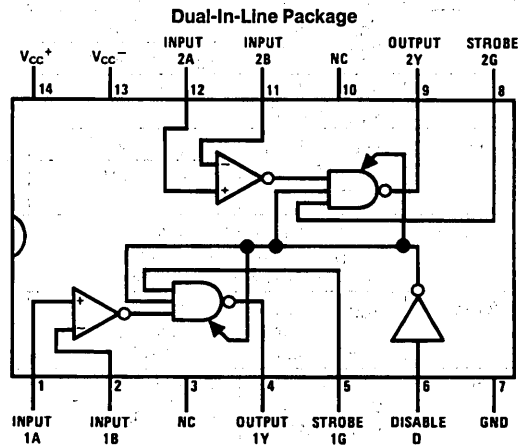 Dual-In-Line Package
VCC+
VCC−
INPUT 2A
INPUT 2B
NC
OUTPUT 2Y
STROBE 2G
14
13
12
11
10
9
8
−
+
+
−
1
2
3
4
5
6
7
INPUT 1A
INPUT 1B
NC
OUTPUT 1Y
STROBE 1G
DISABLE D
GND